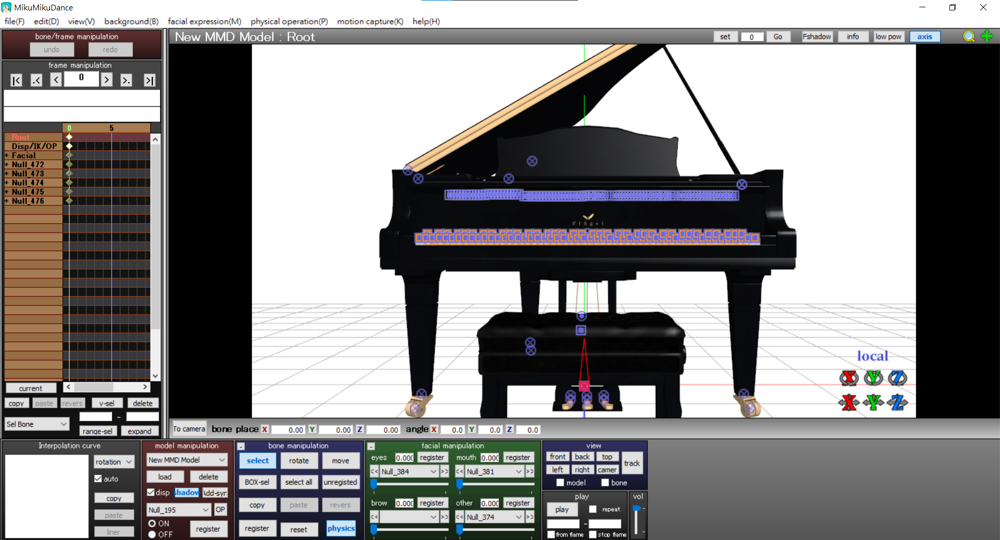 MikuMikuDance
file(F) edit(D) view(V) background(B) facial expression(M) physical operation(P) motion capture(K) help(H)
bone/frame manipulation
undo redo
New MMD Model : Root
set 0 Go Fshadow info low pow axis
frame manipulation
|< .< < 0 > >. >|
0 5
Root
Disp/IK/OP
+ Facial
+ Null_472
+ Null_473
+ Null_474
+ Null_475
+ Null_476
Flügel
local
X Y Z
X Y Z
current < >
copy paste revers v-sel delete
Sel Bone -
range-sel expand
To camera bone place X 0.00 Y 0.00 Z 0.00 angle X 0.0 Y 0.0 Z 0.0
Interpolation curve
rotation
auto
copy
paste
liner
model manipulation
New MMD Model
load delete
disp shadow Add-syn
Null_195 OP
ON
OFF
register
- bone manipulation
select rotate move
BOX-sel select all unregisted
copy paste revers
register reset physics
- facial manipulation
eyes 0.000 register mouth 0.000 register
<< Null_384 >> << Null_381 >>
brow 0.000 register other 0.000 register
<< >> << Null_374 >>
view
front back top
left right camer
track
model bone
play
play repeat
-
from flame stop flame
vol